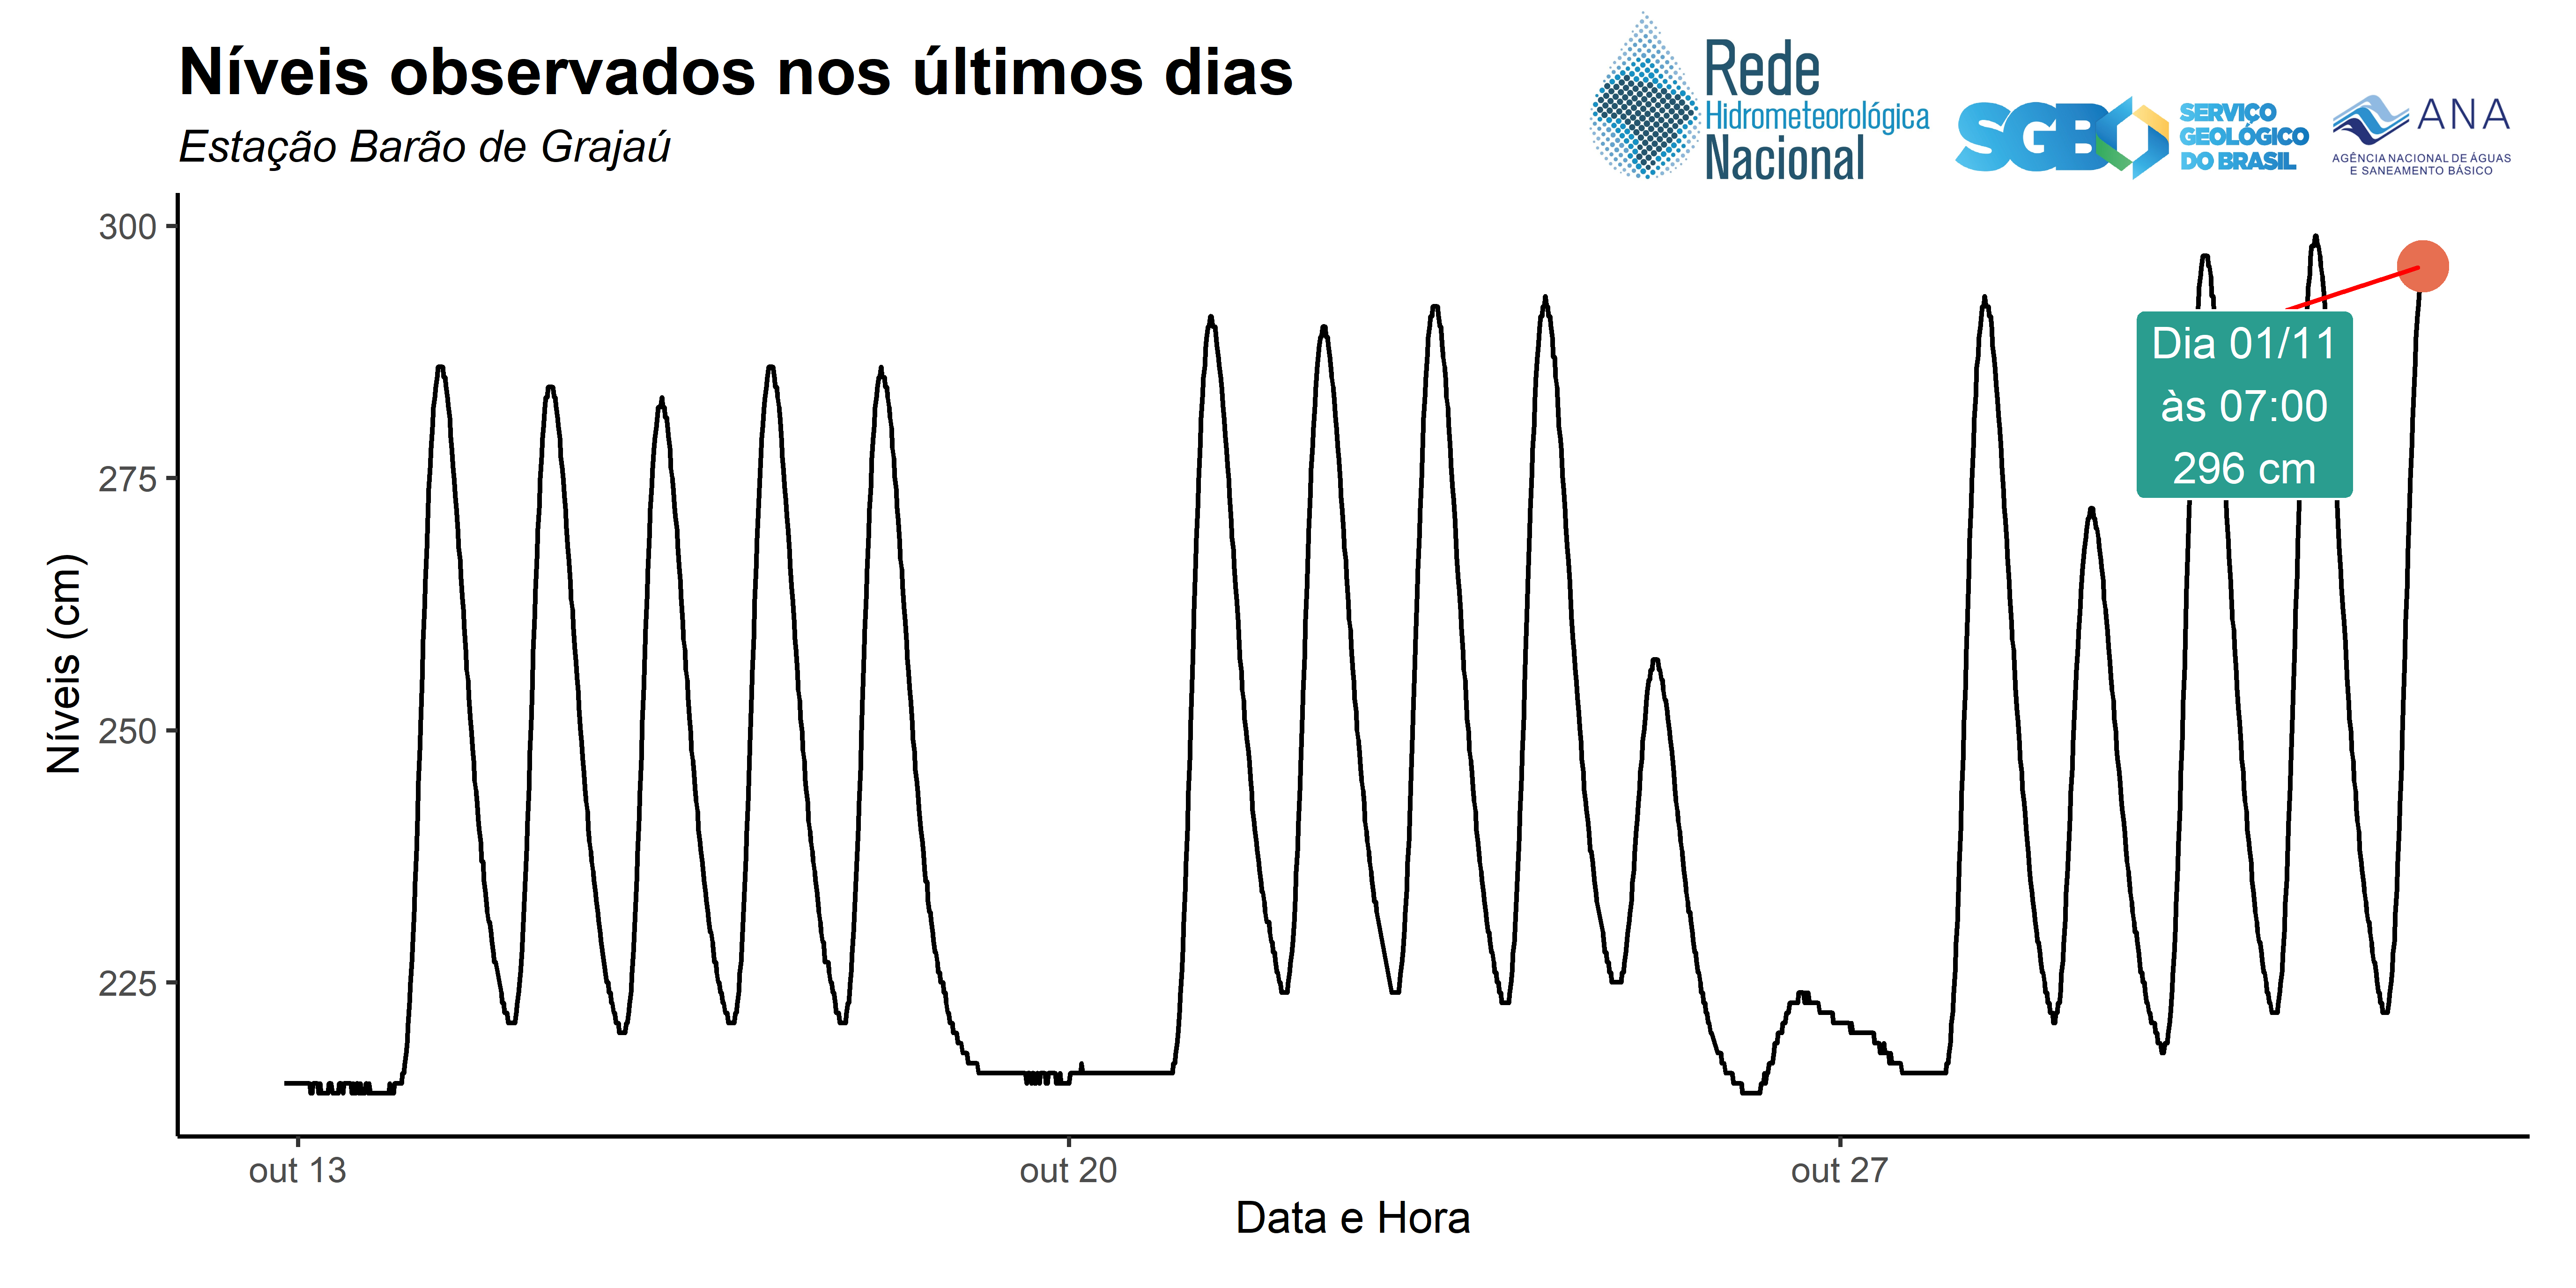 Níveis observados nos últimos dias
Estação Barão de Grajaú
Rede
Hidrometeorológica
Nacional
SGB
SERVIÇO
GEOLÓGICO
DO BRASIL
ANA
AGÊNCIA NACIONAL DE ÁGUAS
E SANEAMENTO BÁSICO
Níveis (cm)
300
275
250
225
Dia 01/11
às 07:00
296 cm
out 13
out 20
out 27
Data e Hora